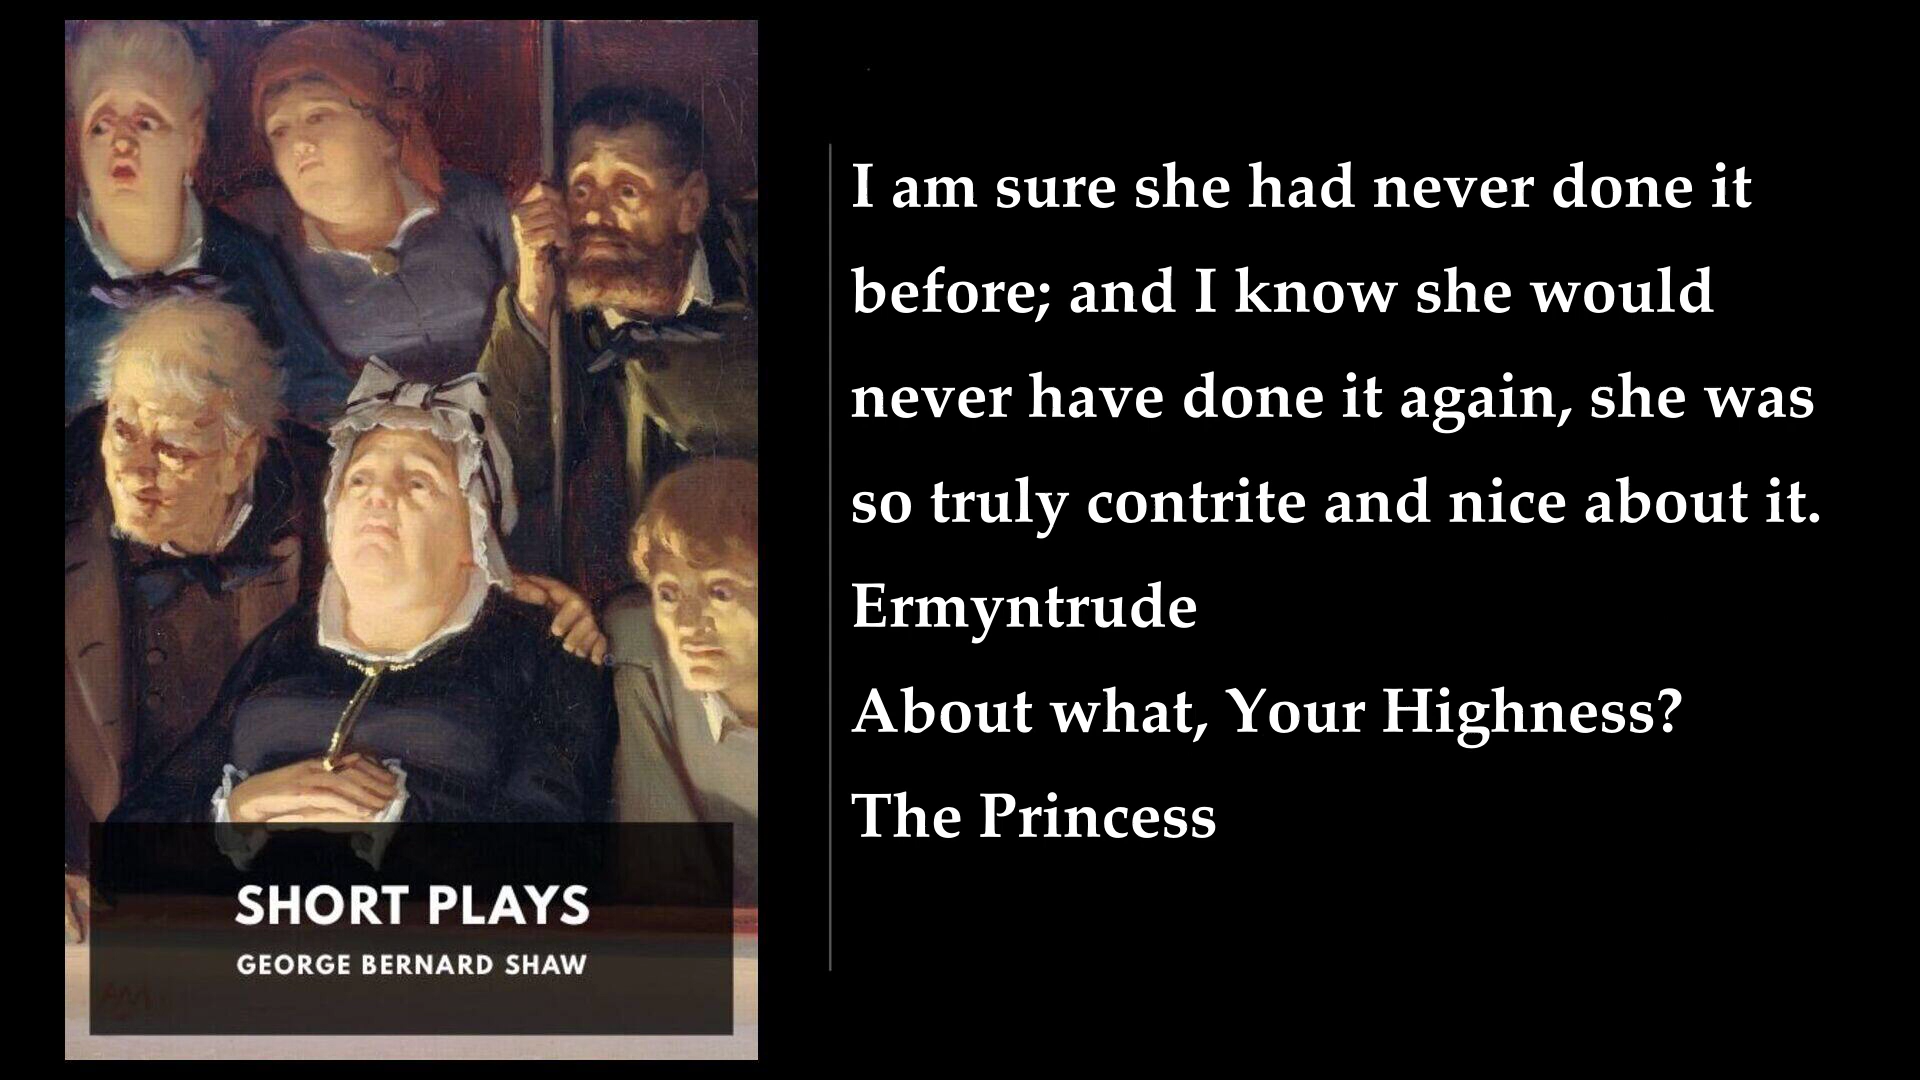 SHORT PLAYS
GEORGE BERNARD SHAW
I am sure she had never done it
before; and I know she would
never have done it again, she was
so truly contrite and nice about it.
Ermyntrude
About what, Your Highness?
The Princess